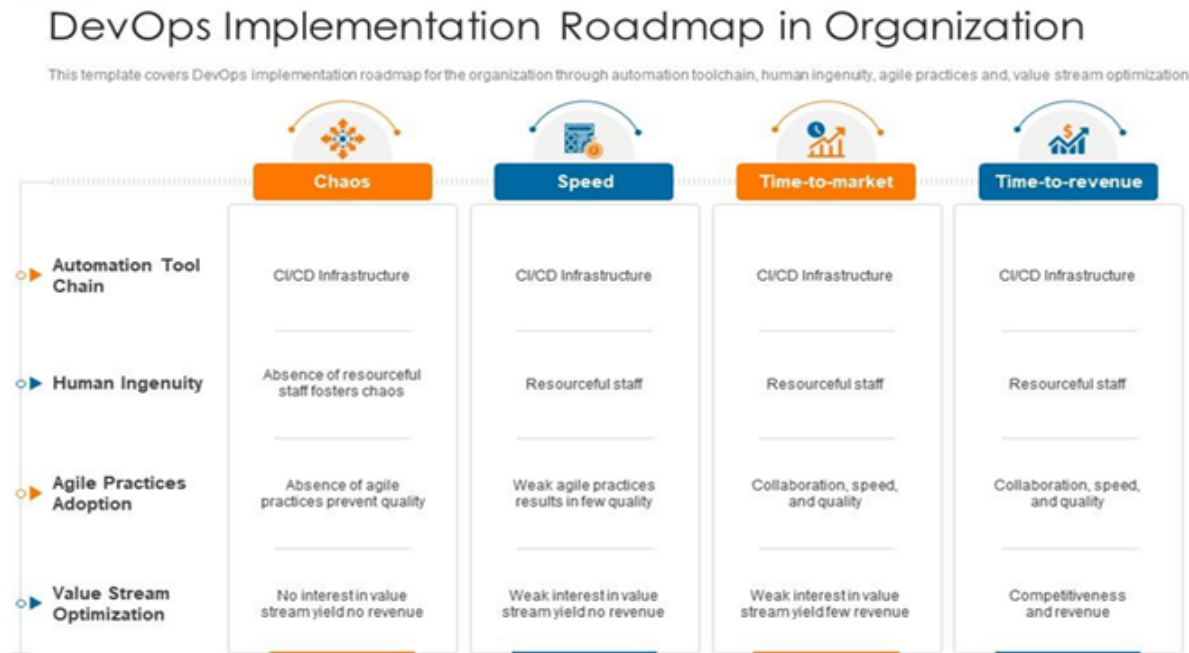 DevOps Implementation Roadmap in Organization
This template covers DevOps implementation roadmap for the organization through automation toolchain, human ingenuity, agile practices and, value stream optimization
Chaos
Speed
Time-to-market
Time-to-revenue
Automation Tool
Chain
CI/CD Infrastructure
CI/CD Infrastructure
CI/CD Infrastructure
CI/CD Infrastructure
Human Ingenuity
Absence of resourceful
staff fosters chaos
Resourceful staff
Resourceful staff
Resourceful staff
Agile Practices
Adoption
Absence of agile
practices prevent quality
Weak agile practices
results in few quality
Collaboration, speed,
and quality
Collaboration, speed,
and quality
Value Stream
Optimization
No interest in value
stream yield no revenue
Weak interest in value
stream yield no revenue
Weak interest in value
stream yield few revenue
Competitiveness
and revenue